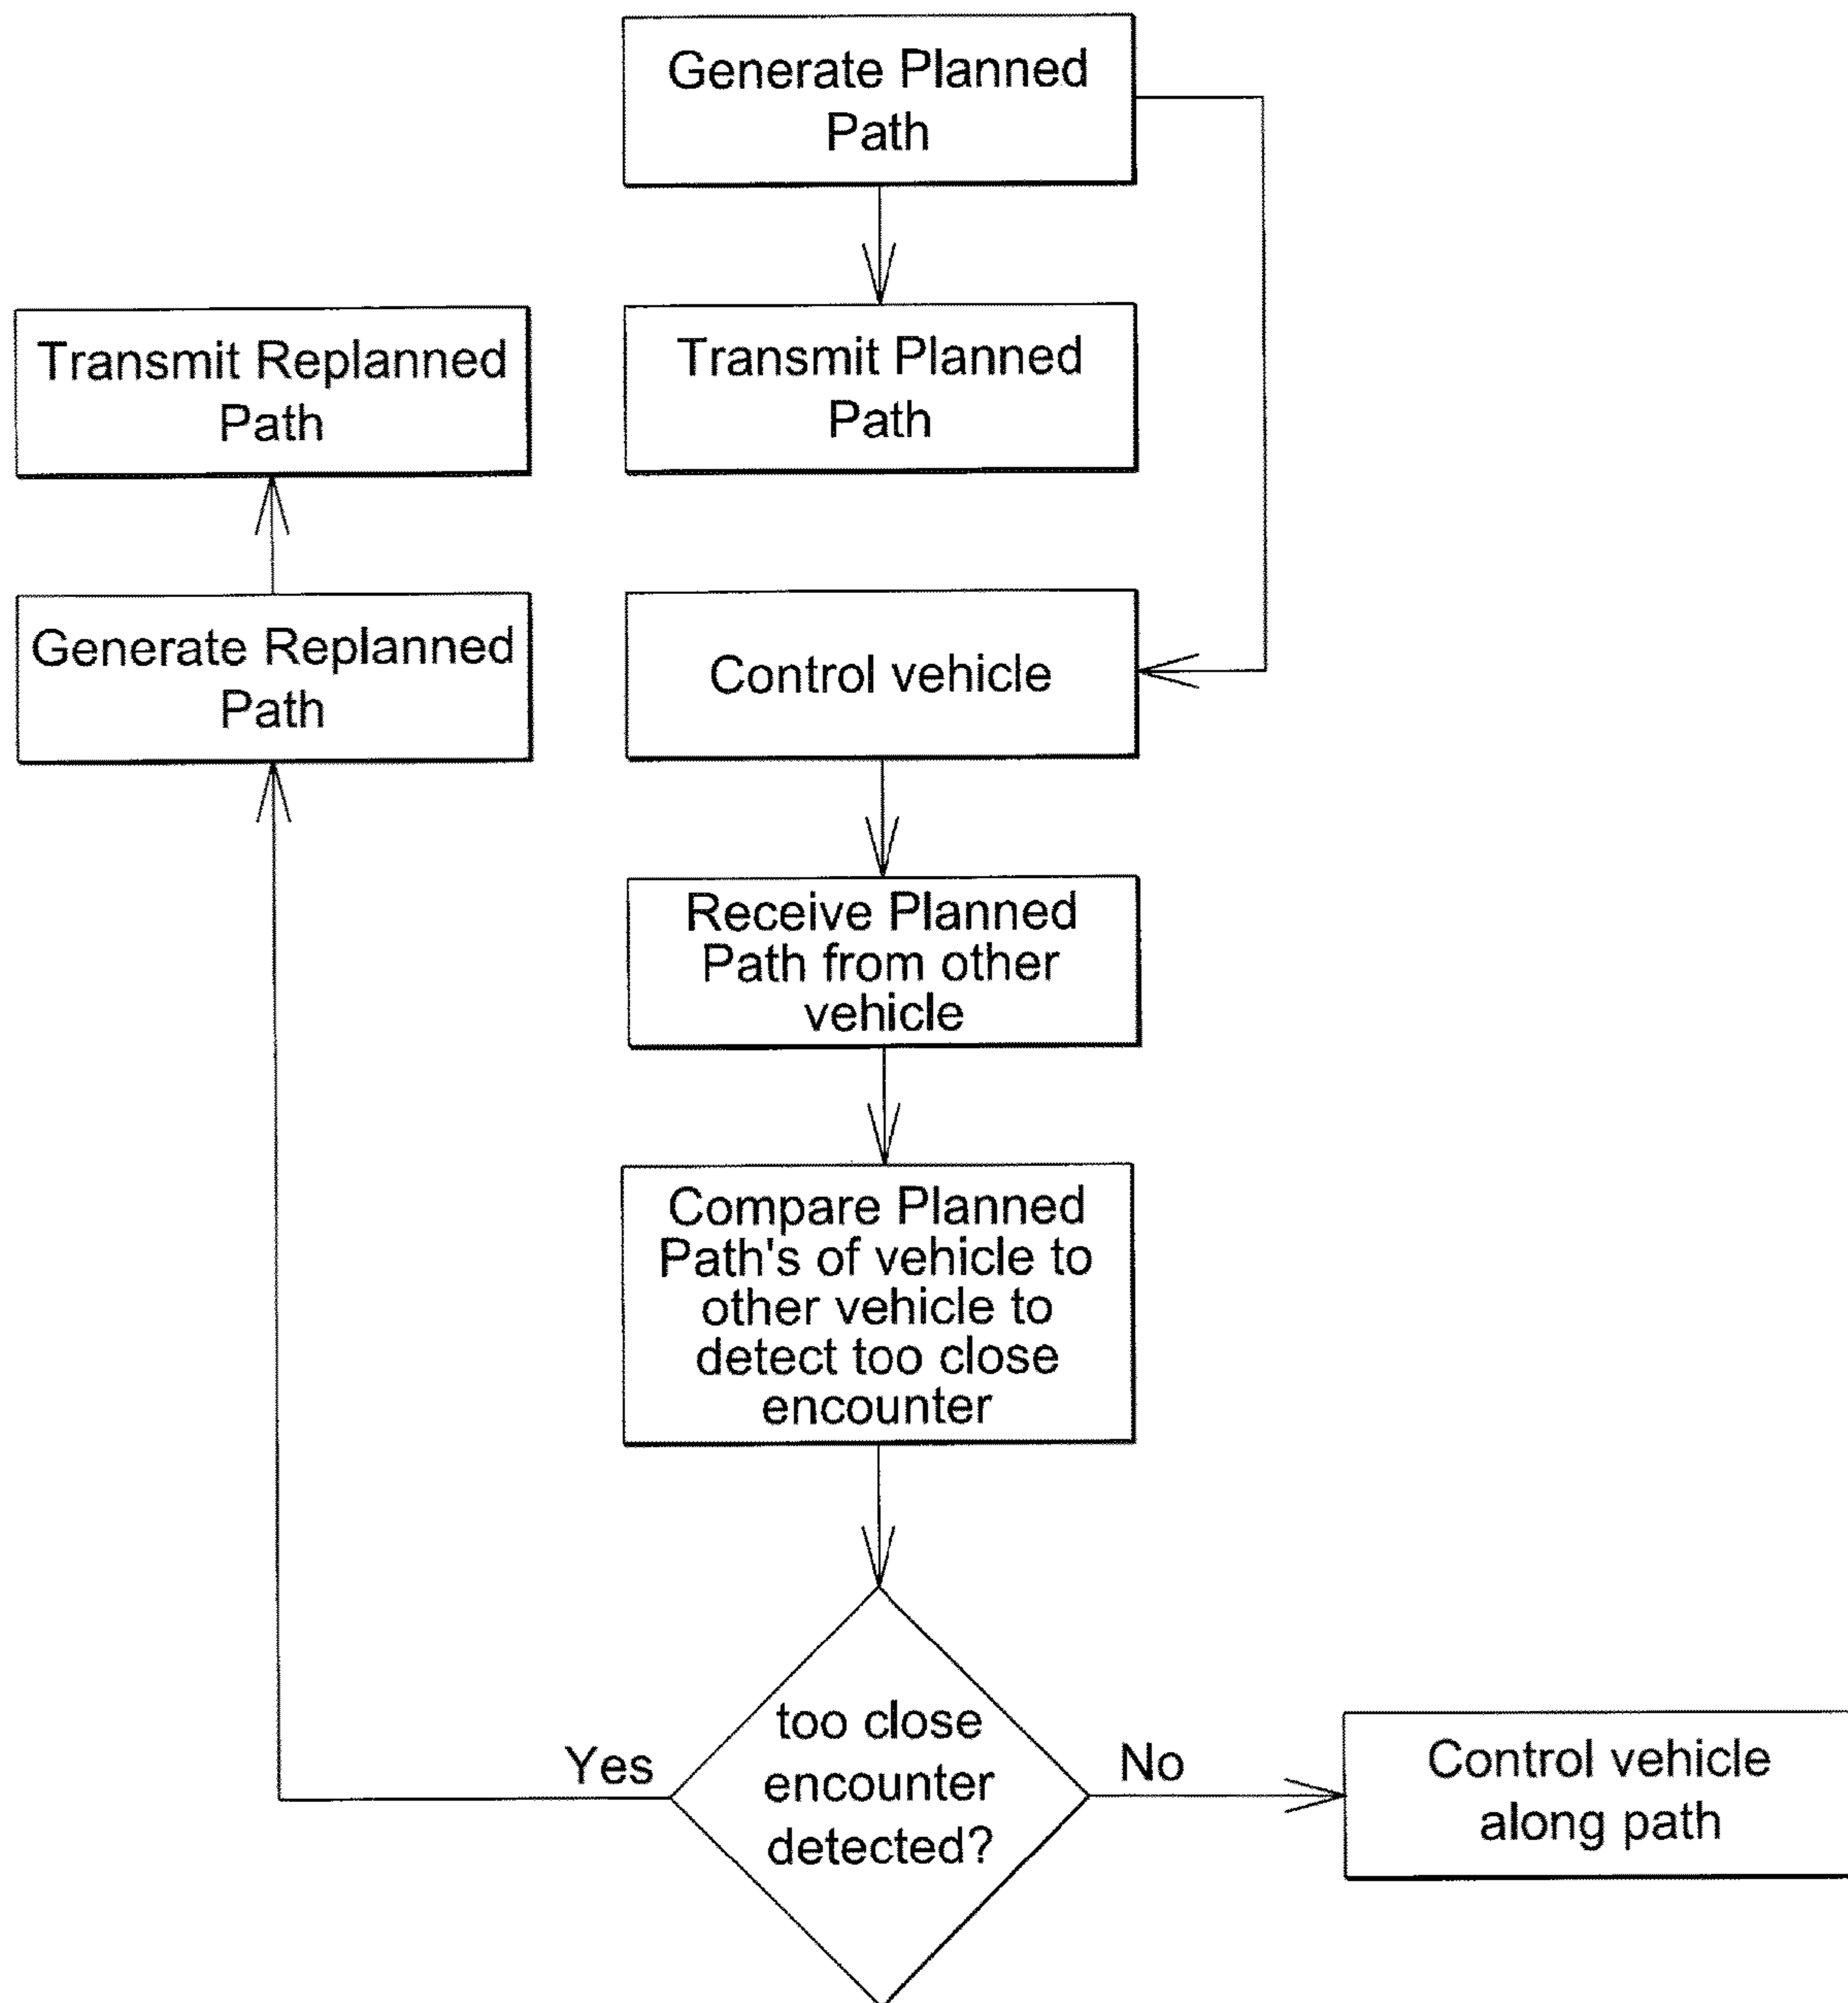 Generate Planned
Path
Transmit Replanned
Path
Transmit Planned
Path
Generate Replanned
Path
Control vehicle
Receive Planned
Path from other
vehicle
Compare Planned
Path's of vehicle to
other vehicle to
detect too close
encounter
too close
encounter
detected?
Yes
No
Control vehicle
along path